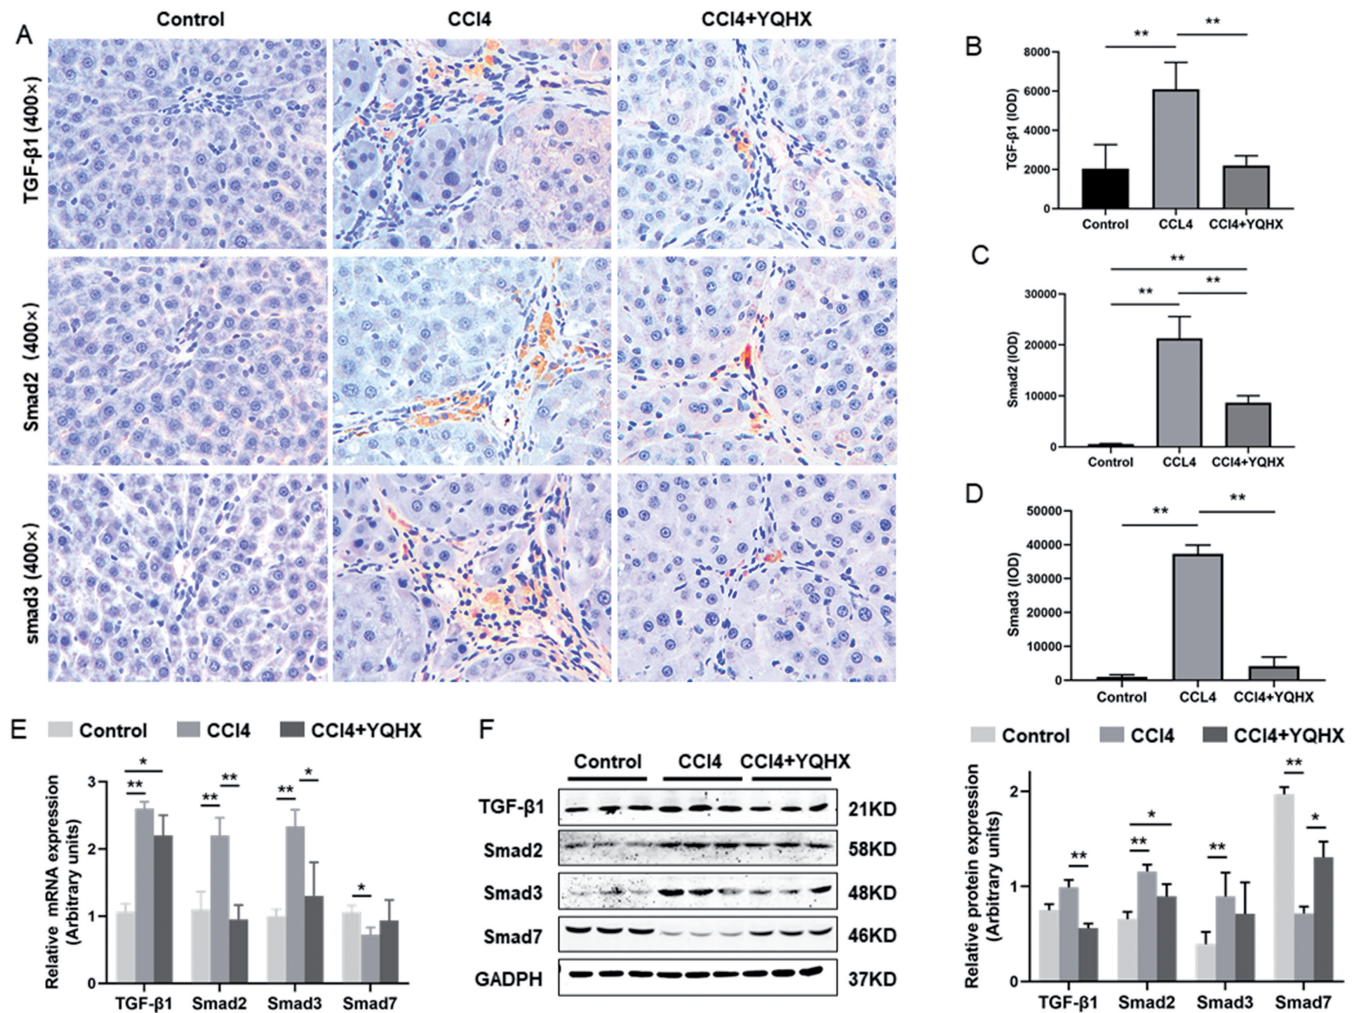 A
Control
CCl4
CCl4+YQHX
TGF-β1 (400×)
Smad2 (400×)
smad3 (400×)
B
TGF-β1 (IOD)
8000
6000
4000
2000
0
** **
Control CCL4 CCl4+YQHX
C
Smad2 (IOD)
30000
20000
10000
0
**
** **
Control CCL4 CCl4+YQHX
D
Smad3 (IOD)
50000
40000
30000
20000
10000
0
** **
Control CCL4 CCl4+YQHX
E
Control CCl4 CCl4+YQHX
Relative mRNA expression
(Arbitrary units)
3
2
1
0
*
** ** ** ** *
*
TGF-β1 Smad2 Smad3 Smad7
F
Control CCl4 CCl4+YQHX
TGF-β1 21KD
Smad2 58KD
Smad3 48KD
Smad7 46KD
GADPH 37KD
Control CCl4 CCl4+YQHX
Relative protein expression
(Arbitrary units)
2
1
0
**
*
** * ** **
TGF-β1 Smad2 Smad3 Smad7